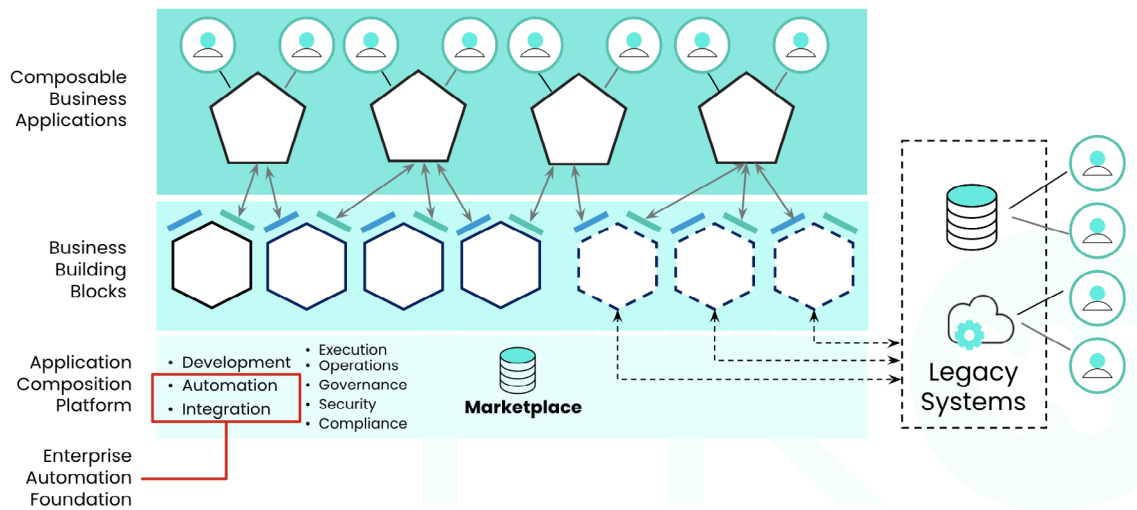 Composable
Business
Applications
Business
Building
Blocks
Application
Composition
Platform
• Development
• Automation
• Integration
• Execution
Operations
• Governance
• Security
• Compliance
Marketplace
Legacy
Systems
Enterprise
Automation
Foundation